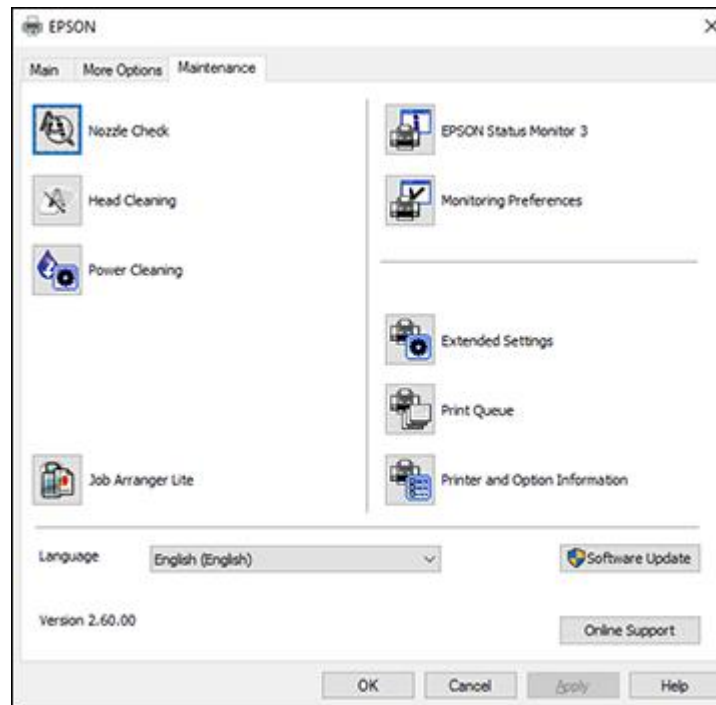 EPSON
Main More Options Maintenance
Nozzle Check
Head Cleaning
Power Cleaning
Job Arranger Lite
EPSON Status Monitor 3
Monitoring Preferences
Extended Settings
Print Queue
Printer and Option Information
Language English (English)
Software Update
Version 2.60.00
Online Support
OK Cancel Apply Help